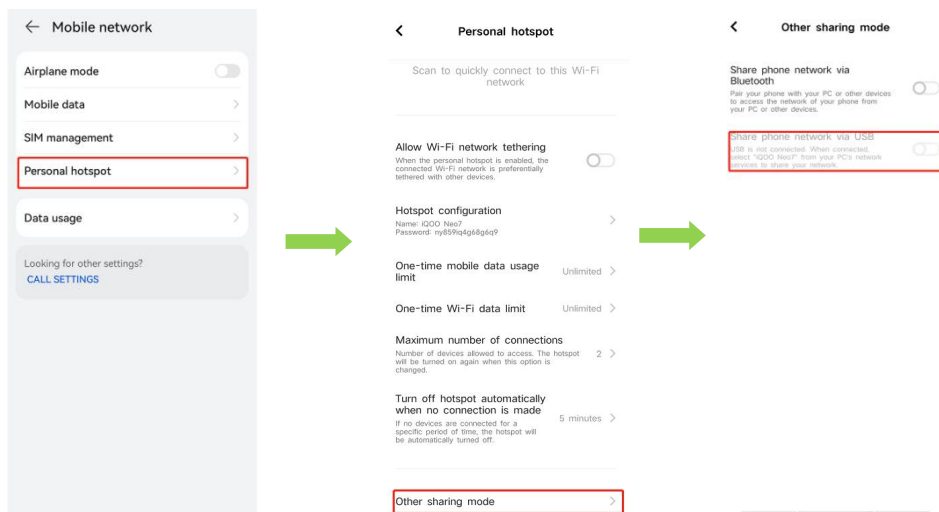 Mobile network
Airplane mode
Mobile data
SIM management
Personal hotspot
Data usage
Looking for other settings?
CALL SETTINGS
Personal hotspot
Scan to quickly connect to this Wi-Fi
network
Allow Wi-Fi network tethering
When the personal hotspot is enabled, the
connected Wi-Fi network is preferentially
tethered with other devices.
Hotspot configuration
Name: iQOO Neo7
Password: ny859iq4g68g6q9
One-time mobile data usage
limit
Unlimited
One-time Wi-Fi data limit
Unlimited
Maximum number of connections
Number of devices allowed to access. The hotspot
will be turned on again when this option is
changed.
2
Turn off hotspot automatically
when no connection is made
If no devices are connected for a
specific period of time, the hotspot will
be automatically turned off.
5 minutes
Other sharing mode
Other sharing mode
Share phone network via
Bluetooth
Pair your phone with your PC or other devices
to access the network of your phone from
your PC or other devices.
Share phone network via USB
USB is not connected. When connected,
select "iQOO Neo7" from your PC's network
services to share your network.